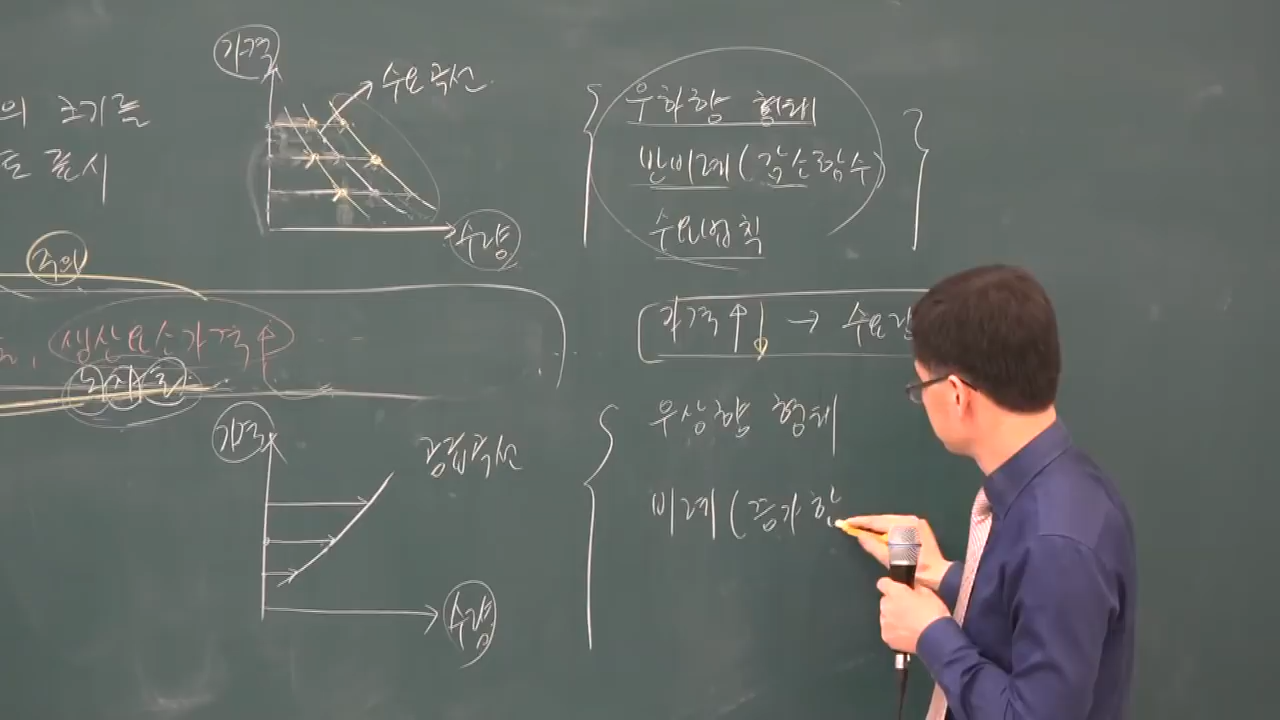 의 크기를
도 표시
가격
수요곡선
수량
우하향 형태
반비례(감소함수)
수요법칙
주의
생산요소가격↑
가격↑↓ → 수요량
가격
공급곡선
수량
우상향 형태
비례(증가함